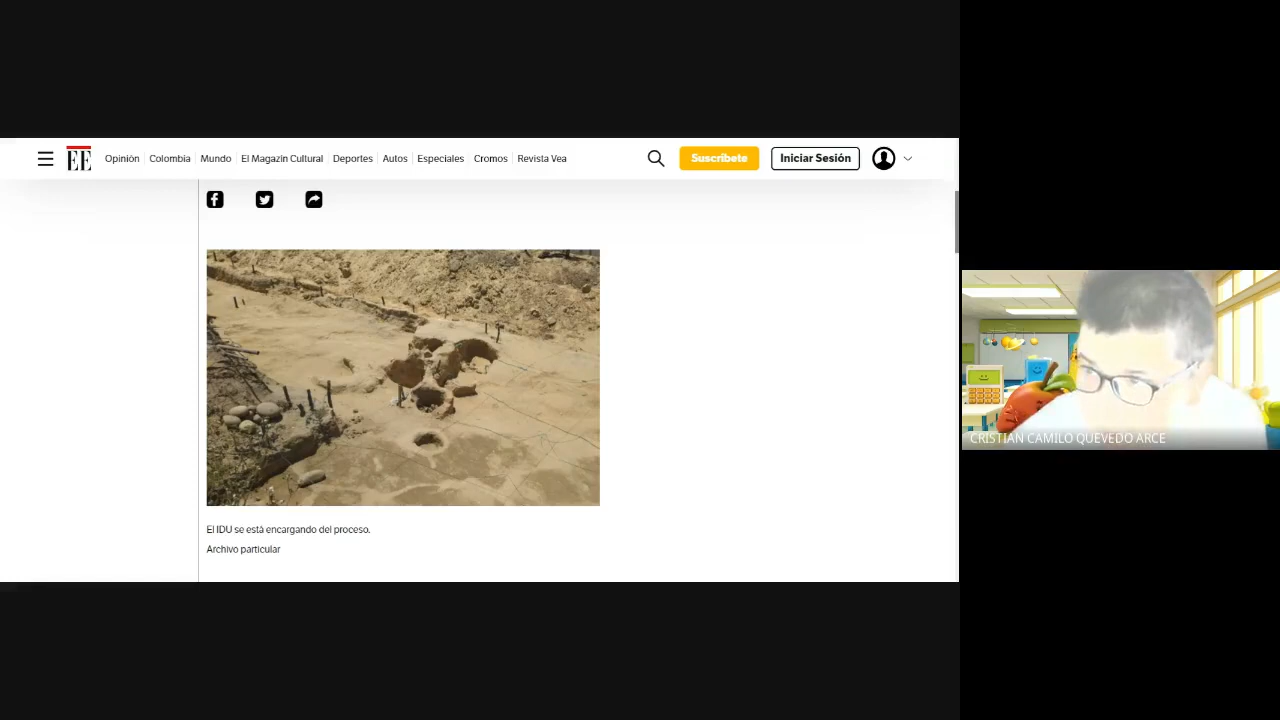 EE
Opinión
Colombia
Mundo
El Magazín Cultural
Deportes
Autos
Especiales
Cromos
Revista Vea
Suscríbete
Iniciar Sesión
El IDU se está encargando del proceso.
Archivo particular
CRISTIAN CAMILO QUEVEDO ARCE